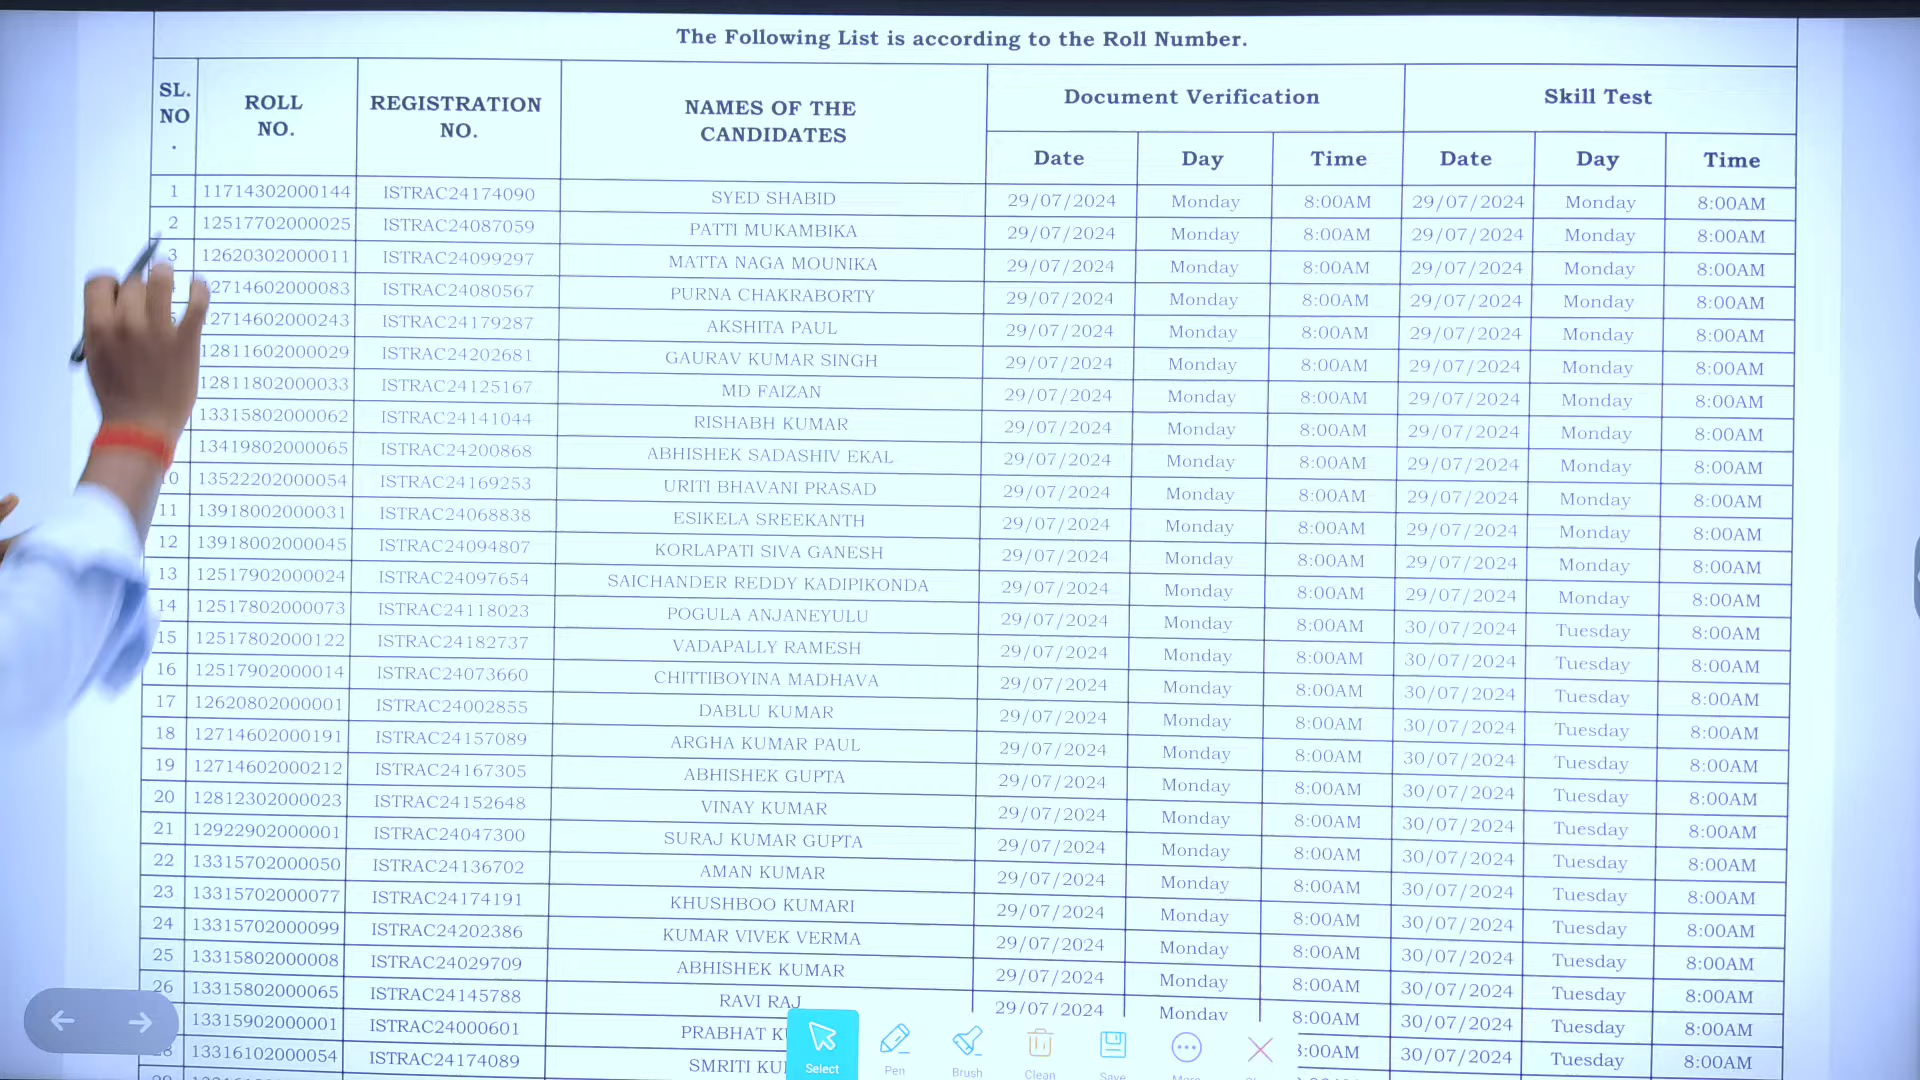 The Following List is according to the Roll Number.
SL. NO. ROLL NO. REGISTRATION NO. NAMES OF THE CANDIDATES Document Verification Skill Test
Date Day Time Date Day Time
1 11714302000144 ISTRAC24174090 SYED SHABID 29/07/2024 Monday 8:00AM 29/07/2024 Monday 8:00AM
2 12517702000025 ISTRAC24087059 PATTI MUKAMBIKA 29/07/2024 Monday 8:00AM 29/07/2024 Monday 8:00AM
3 12620302000011 ISTRAC24099297 MATTA NAGA MOUNIKA 29/07/2024 Monday 8:00AM 29/07/2024 Monday 8:00AM
12714602000083 ISTRAC24080567 PURNA CHAKRABORTY 29/07/2024 Monday 8:00AM 29/07/2024 Monday 8:00AM
12714602000243 ISTRAC24179287 AKSHITA PAUL 29/07/2024 Monday 8:00AM 29/07/2024 Monday 8:00AM
12811602000029 ISTRAC24202681 GAURAV KUMAR SINGH 29/07/2024 Monday 8:00AM 29/07/2024 Monday 8:00AM
12811802000033 ISTRAC24125167 MD FAIZAN 29/07/2024 Monday 8:00AM 29/07/2024 Monday 8:00AM
13315802000062 ISTRAC24141044 RISHABH KUMAR 29/07/2024 Monday 8:00AM 29/07/2024 Monday 8:00AM
13419802000065 ISTRAC24200868 ABHISHEK SADASHIV EKAL 29/07/2024 Monday 8:00AM 29/07/2024 Monday 8:00AM
10 13522202000054 ISTRAC24169253 URITI BHAVANI PRASAD 29/07/2024 Monday 8:00AM 29/07/2024 Monday 8:00AM
11 13918002000031 ISTRAC24068838 ESIKELA SREEKANTH 29/07/2024 Monday 8:00AM 29/07/2024 Monday 8:00AM
12 13918002000045 ISTRAC24094807 KORLAPATI SIVA GANESH 29/07/2024 Monday 8:00AM 29/07/2024 Monday 8:00AM
13 12517902000024 ISTRAC24097654 SAICHANDER REDDY KADIPIKONDA 29/07/2024 Monday 8:00AM 29/07/2024 Monday 8:00AM
14 12517802000073 ISTRAC24118023 POGULA ANJANEYULU 29/07/2024 Monday 8:00AM 30/07/2024 Tuesday 8:00AM
15 12517802000122 ISTRAC24182737 VADAPALLY RAMESH 29/07/2024 Monday 8:00AM 30/07/2024 Tuesday 8:00AM
16 12517902000014 ISTRAC24073660 CHITTIBOYINA MADHAVA 29/07/2024 Monday 8:00AM 30/07/2024 Tuesday 8:00AM
17 12620802000001 ISTRAC24002855 DABLU KUMAR 29/07/2024 Monday 8:00AM 30/07/2024 Tuesday 8:00AM
18 12714602000191 ISTRAC24157089 ARGHA KUMAR PAUL 29/07/2024 Monday 8:00AM 30/07/2024 Tuesday 8:00AM
19 12714602000212 ISTRAC24167305 ABHISHEK GUPTA 29/07/2024 Monday 8:00AM 30/07/2024 Tuesday 8:00AM
20 12812302000023 ISTRAC24152648 VINAY KUMAR 29/07/2024 Monday 8:00AM 30/07/2024 Tuesday 8:00AM
21 12922902000001 ISTRAC24047300 SURAJ KUMAR GUPTA 29/07/2024 Monday 8:00AM 30/07/2024 Tuesday 8:00AM
22 13315702000050 ISTRAC24136702 AMAN KUMAR 29/07/2024 Monday 8:00AM 30/07/2024 Tuesday 8:00AM
23 13315702000077 ISTRAC24174191 KHUSHBOO KUMARI 29/07/2024 Monday 8:00AM 30/07/2024 Tuesday 8:00AM
24 13315702000099 ISTRAC24202386 KUMAR VIVEK VERMA 29/07/2024 Monday 8:00AM 30/07/2024 Tuesday 8:00AM
25 13315802000008 ISTRAC24029709 ABHISHEK KUMAR 29/07/2024 Monday 8:00AM 30/07/2024 Tuesday 8:00AM
26 13315802000065 ISTRAC24145788 RAVI RAJ 29/07/2024 Monday 8:00AM 30/07/2024 Tuesday 8:00AM
13315902000001 ISTRAC24000601 PRABHAT 8:00AM 30/07/2024 Tuesday 8:00AM
13316102000054 ISTRAC24174089 SMRITI :00AM
Select Pen Brush Clean Save